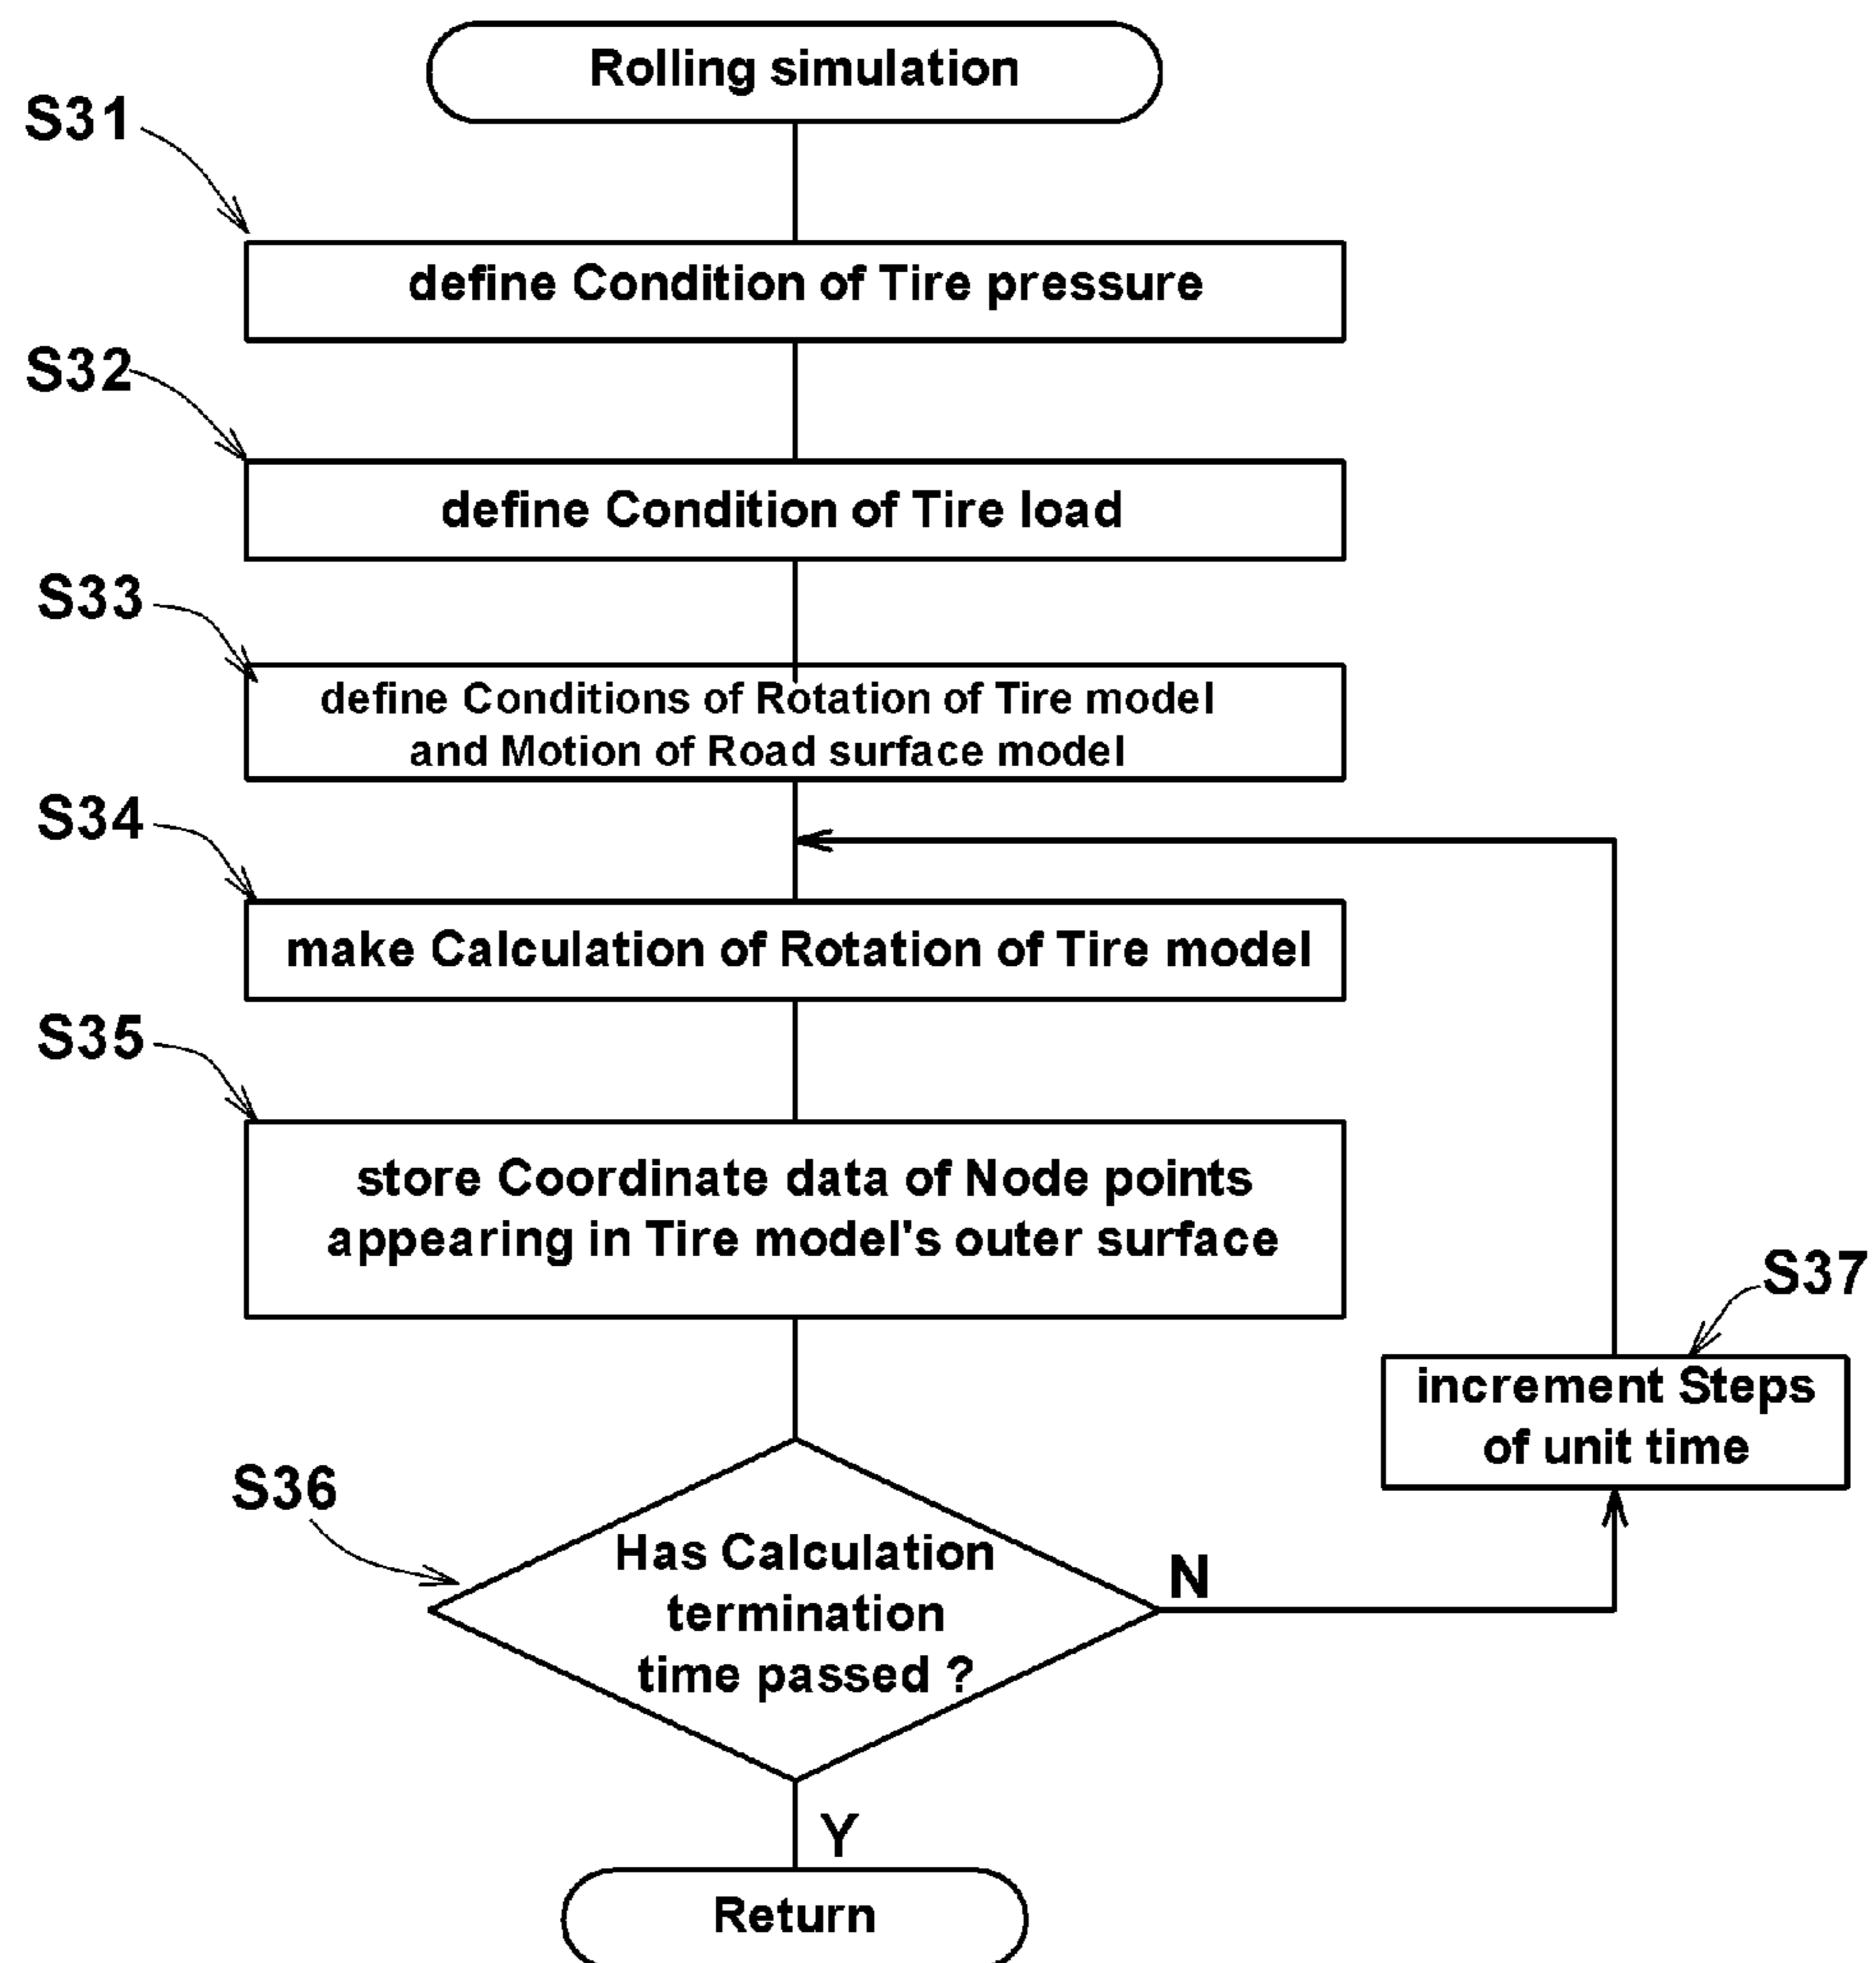 Rolling simulation
S31
define Condition of Tire pressure
S32
define Condition of Tire load
S33
define Conditions of Rotation of Tire model
and Motion of Road surface model
S34
make Calculation of Rotation of Tire model
S35
store Coordinate data of Node points
appearing in Tire model's outer surface
S37
increment Steps
of unit time
S36
Has Calculation
termination
time passed ?
N
Y
Return